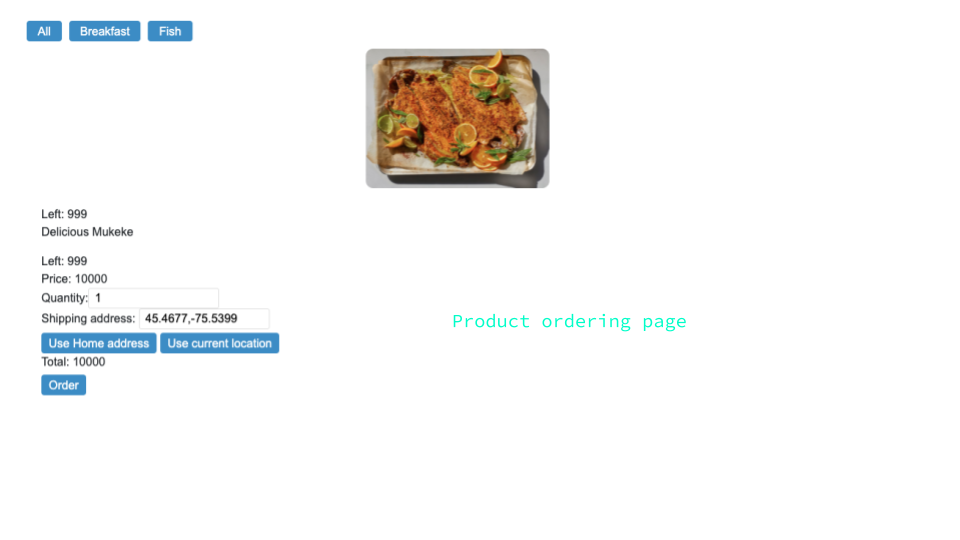 All Breakfast Fish
Left: 999
Delicious Mukeke
Left: 999
Price: 10000
Quantity: 1
Shipping address: 45.4677,-75.5399
Use Home address Use current location
Total: 10000
Order
Product ordering page